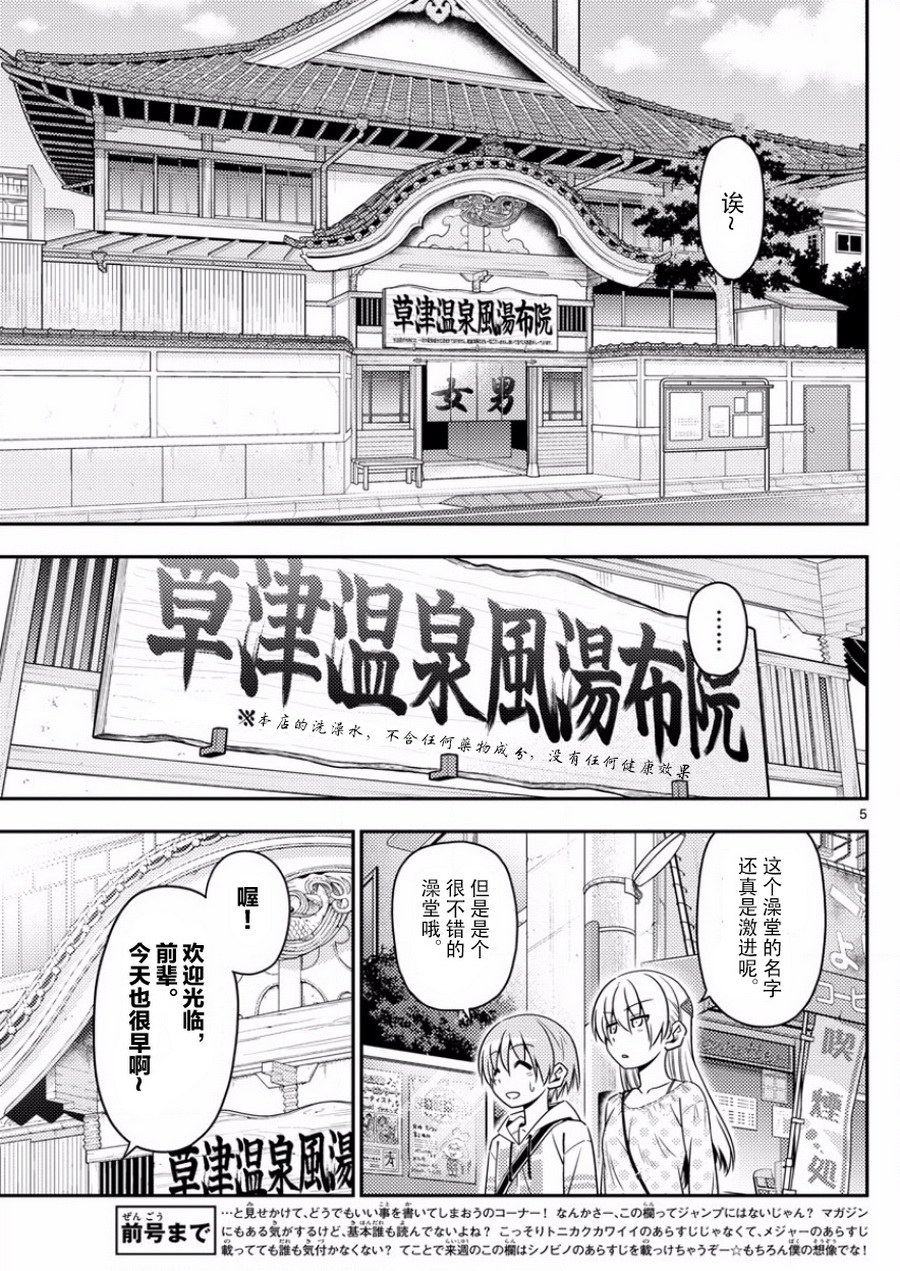 诶~
草津温泉風湯布院
女 男
……
草津温泉風湯布院
※本店的洗澡水，不含任何藥物成分，没有任何健康效果
5
这个澡堂的名字
还真是激进呢。
但是是个
很不错的
澡堂哦。
喫煙処
喔！
欢迎光临，
前辈。
今天也很早啊~
草津温泉風湯
前号まで
…と見せかけて、どうでもいい事を書いてしまおうのコーナー！ なんかさー、この欄ってジャンプにはないじゃん？ マガジン
にもある気がするけど、基本誰も読んでないよね？ こっそりトニカクカワイイのあらすじじゃなくて、メジャーのあらすじ
載ってても誰も気付かなくない？ てことで来週のこの欄はシノビノのあらすじを載っけちゃうぞー☆もちろん僕の想像でな！